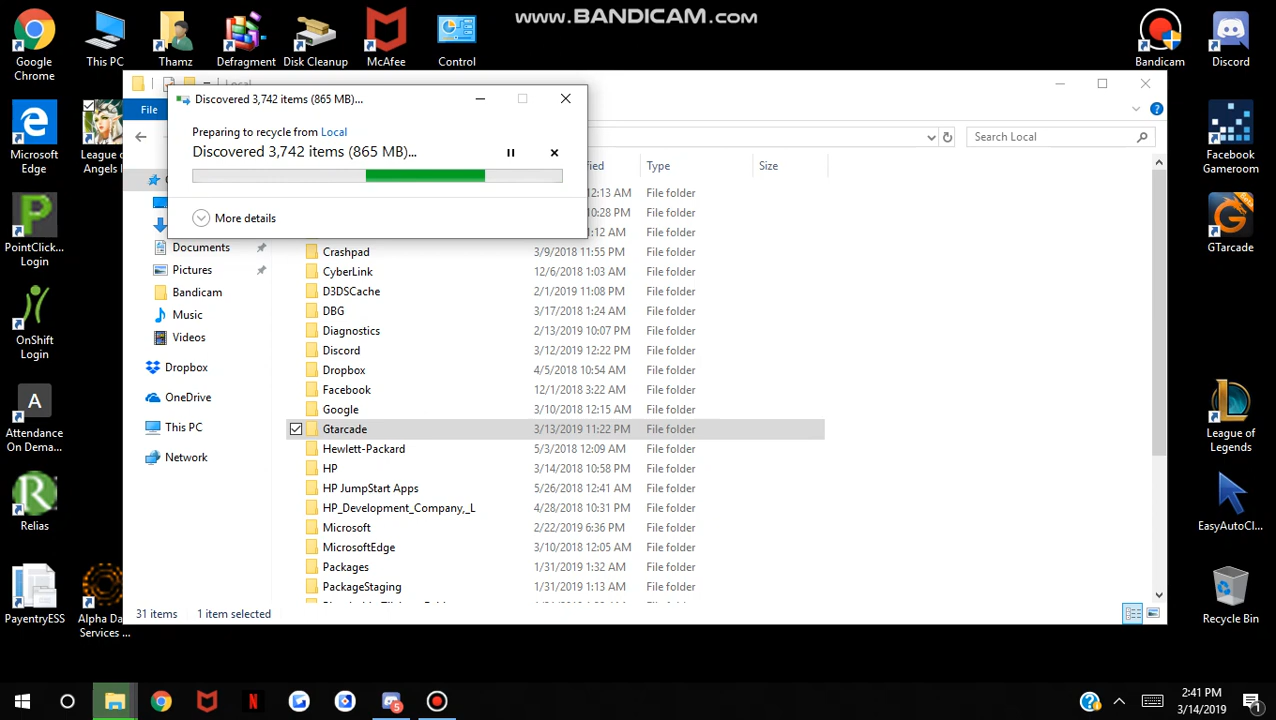 www.BANDICAM.com
Google
Chrome
This PC
Thamz
Defragment
Disk Cleanup
McAfee
Control
Bandicam
Discord
Local
Discovered 3,742 items (865 MB)...
Preparing to recycle from Local
Discovered 3,742 items (865 MB)...
More details
File
Search Local
Type
Size
12:13 AM File folder
10:28 PM File folder
1:12 AM File folder
Crashpad 3/9/2018 11:55 PM File folder
CyberLink 12/6/2018 1:03 AM File folder
D3DSCache 2/1/2019 11:08 PM File folder
DBG 3/17/2018 1:24 AM File folder
Diagnostics 2/13/2019 10:07 PM File folder
Discord 3/12/2019 12:22 PM File folder
Dropbox 4/5/2018 10:54 AM File folder
Facebook 12/1/2018 3:22 AM File folder
Google 3/10/2018 12:15 AM File folder
Gtarcade 3/13/2019 11:22 PM File folder
Hewlett-Packard 5/3/2018 12:09 AM File folder
HP 3/14/2018 10:58 PM File folder
HP JumpStart Apps 5/26/2018 12:41 AM File folder
HP_Development_Company,_L 4/28/2018 10:31 PM File folder
Microsoft 2/22/2019 6:36 PM File folder
MicrosoftEdge 3/10/2018 12:05 AM File folder
Packages 1/31/2019 1:32 AM File folder
PackageStaging 1/31/2019 1:13 AM File folder
Documents
Pictures
Bandicam
Music
Videos
Dropbox
OneDrive
This PC
Network
31 items
1 item selected
Microsoft
Edge
League of
Angels
PointClick...
Login
OnShift
Login
A
Attendance
On Dema...
R
Relias
PayentryESS
Alpha Da
Services ...
Facebook
Gameroom
GTarcade
League of
Legends
EasyAutoCl...
Recycle Bin
5
2:41 PM
3/14/2019
1